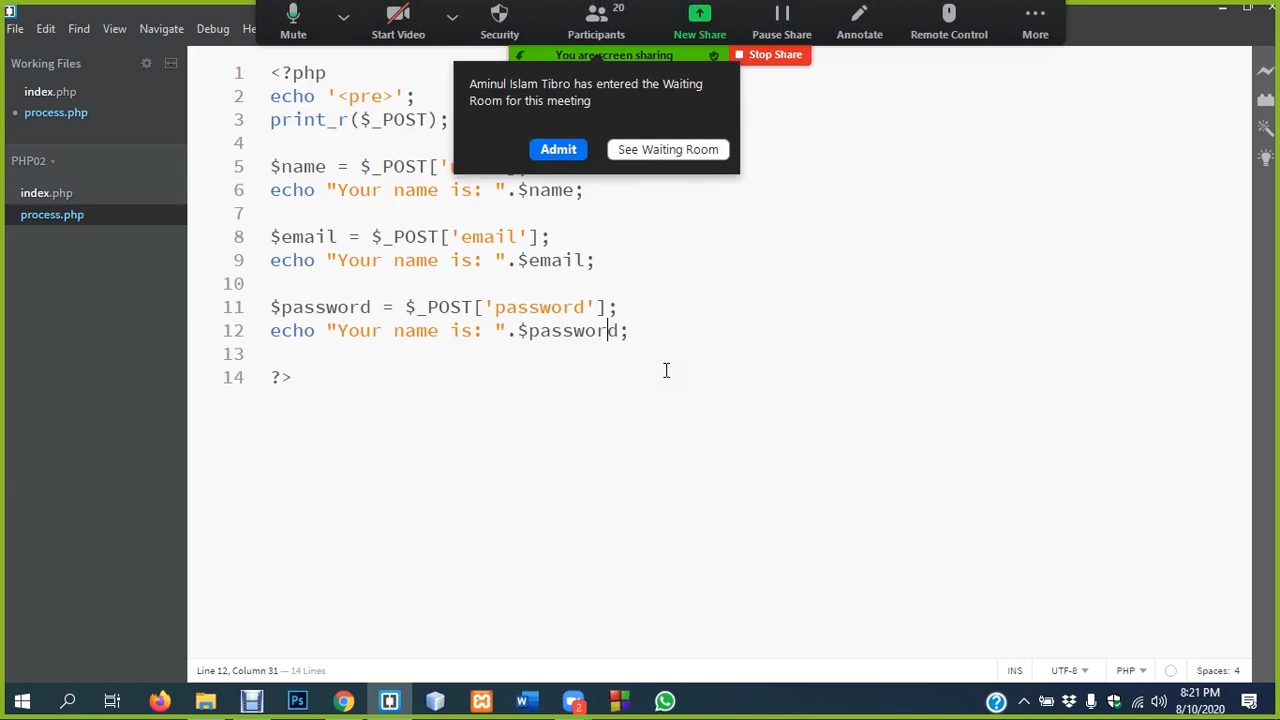 20
Mute
Start Video
Security
Participants
New Share
Pause Share
Annotate
Remote Control
More
File Edit Find View Navigate Debug
You are screen sharing
Stop Share
Aminul Islam Tibro has entered the Waiting
Room for this meeting
Admit
See Waiting Room
Working Files
index.php
process.php
PHP02
index.php
process.php
1 <?php
2 echo '<pre>';
3 print_r($_POST);
4
5 $name = $_POST['
6 echo "Your name is: ".$name;
7
8 $email = $_POST['email'];
9 echo "Your name is: ".$email;
10
11 $password = $_POST['password'];
12 echo "Your name is: ".$password;
13
14 ?>
Line 12, Column 31 — 14 Lines
INS
UTF-8
PHP
Spaces: 4
2
8:21 PM
8/10/2020